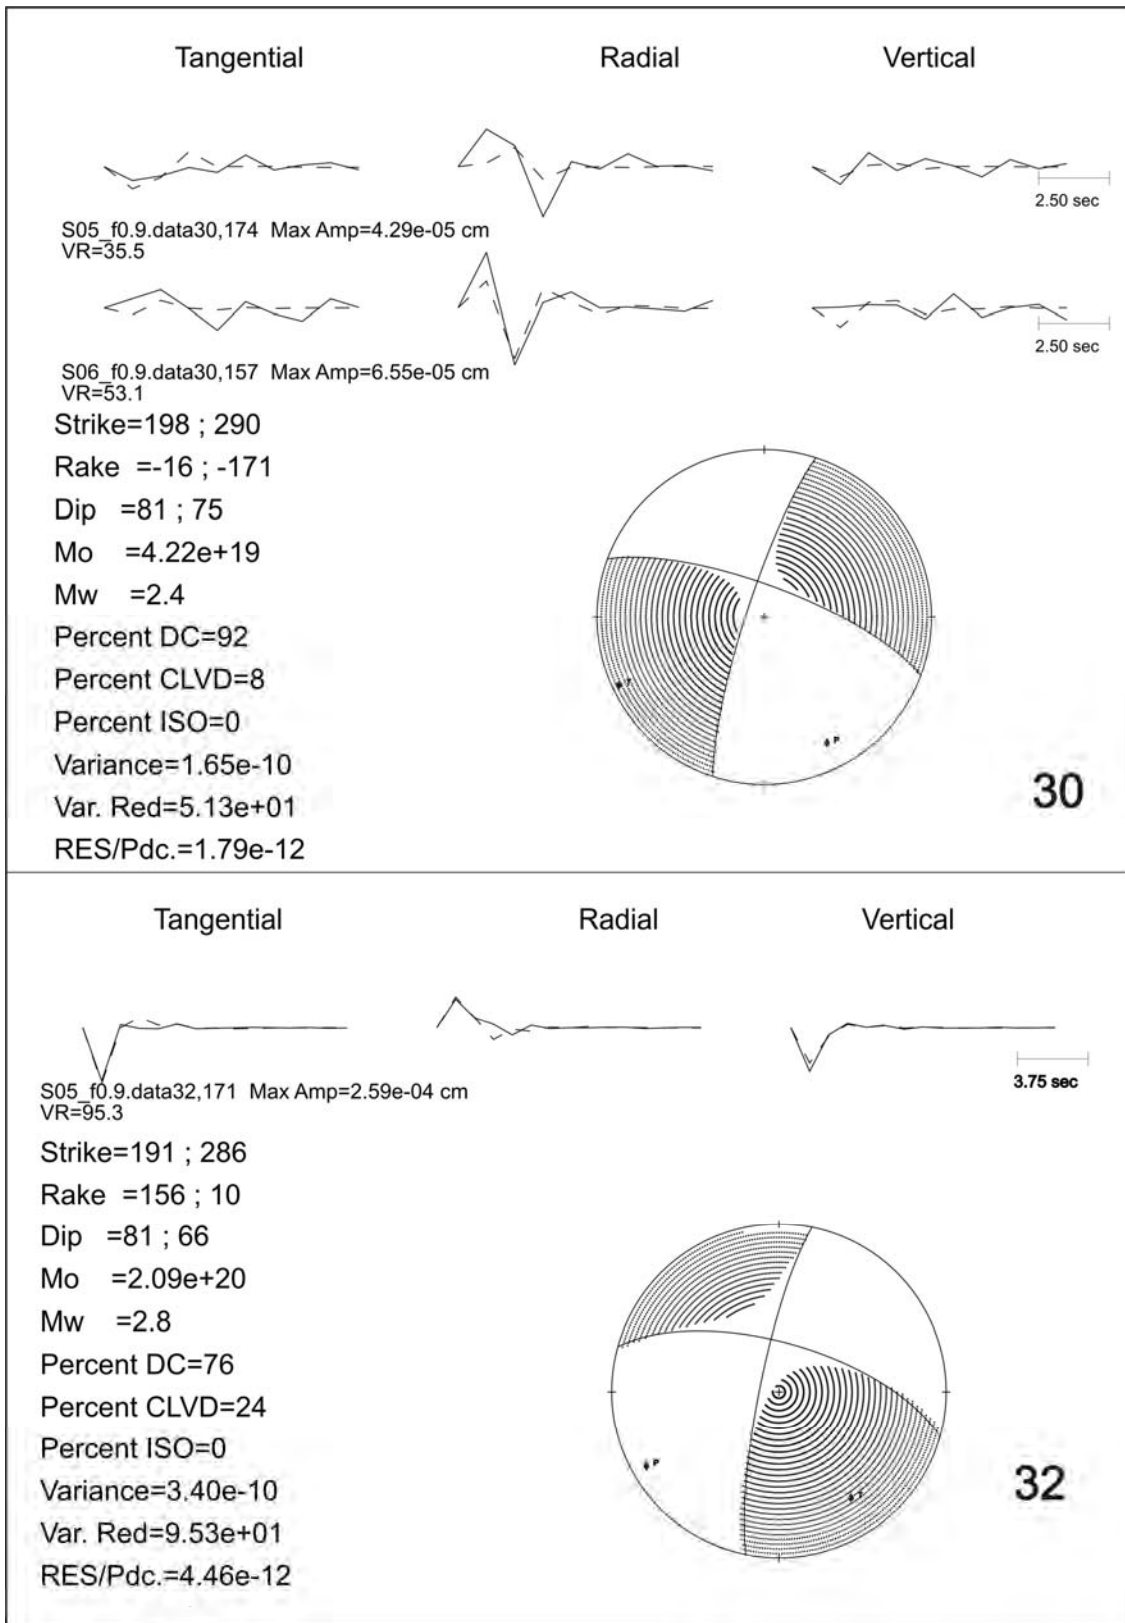 Tangential Radial Vertical
2.50 sec
S05_f0.9.data30,174 Max Amp=4.29e-05 cm
VR=35.5
2.50 sec
S06_f0.9.data30,157 Max Amp=6.55e-05 cm
VR=53.1
Strike=198 ; 290
Rake =-16 ; -171
Dip =81 ; 75
Mo =4.22e+19
Mw =2.4
Percent DC=92
Percent CLVD=8
Percent ISO=0
Variance=1.65e-10
Var. Red=5.13e+01
RES/Pdc.=1.79e-12
T
P
30
Tangential Radial Vertical
3.75 sec
S05_f0.9.data32,171 Max Amp=2.59e-04 cm
VR=95.3
Strike=191 ; 286
Rake =156 ; 10
Dip =81 ; 66
Mo =2.09e+20
Mw =2.8
Percent DC=76
Percent CLVD=24
Percent ISO=0
Variance=3.40e-10
Var. Red=9.53e+01
RES/Pdc.=4.46e-12
P
T
32